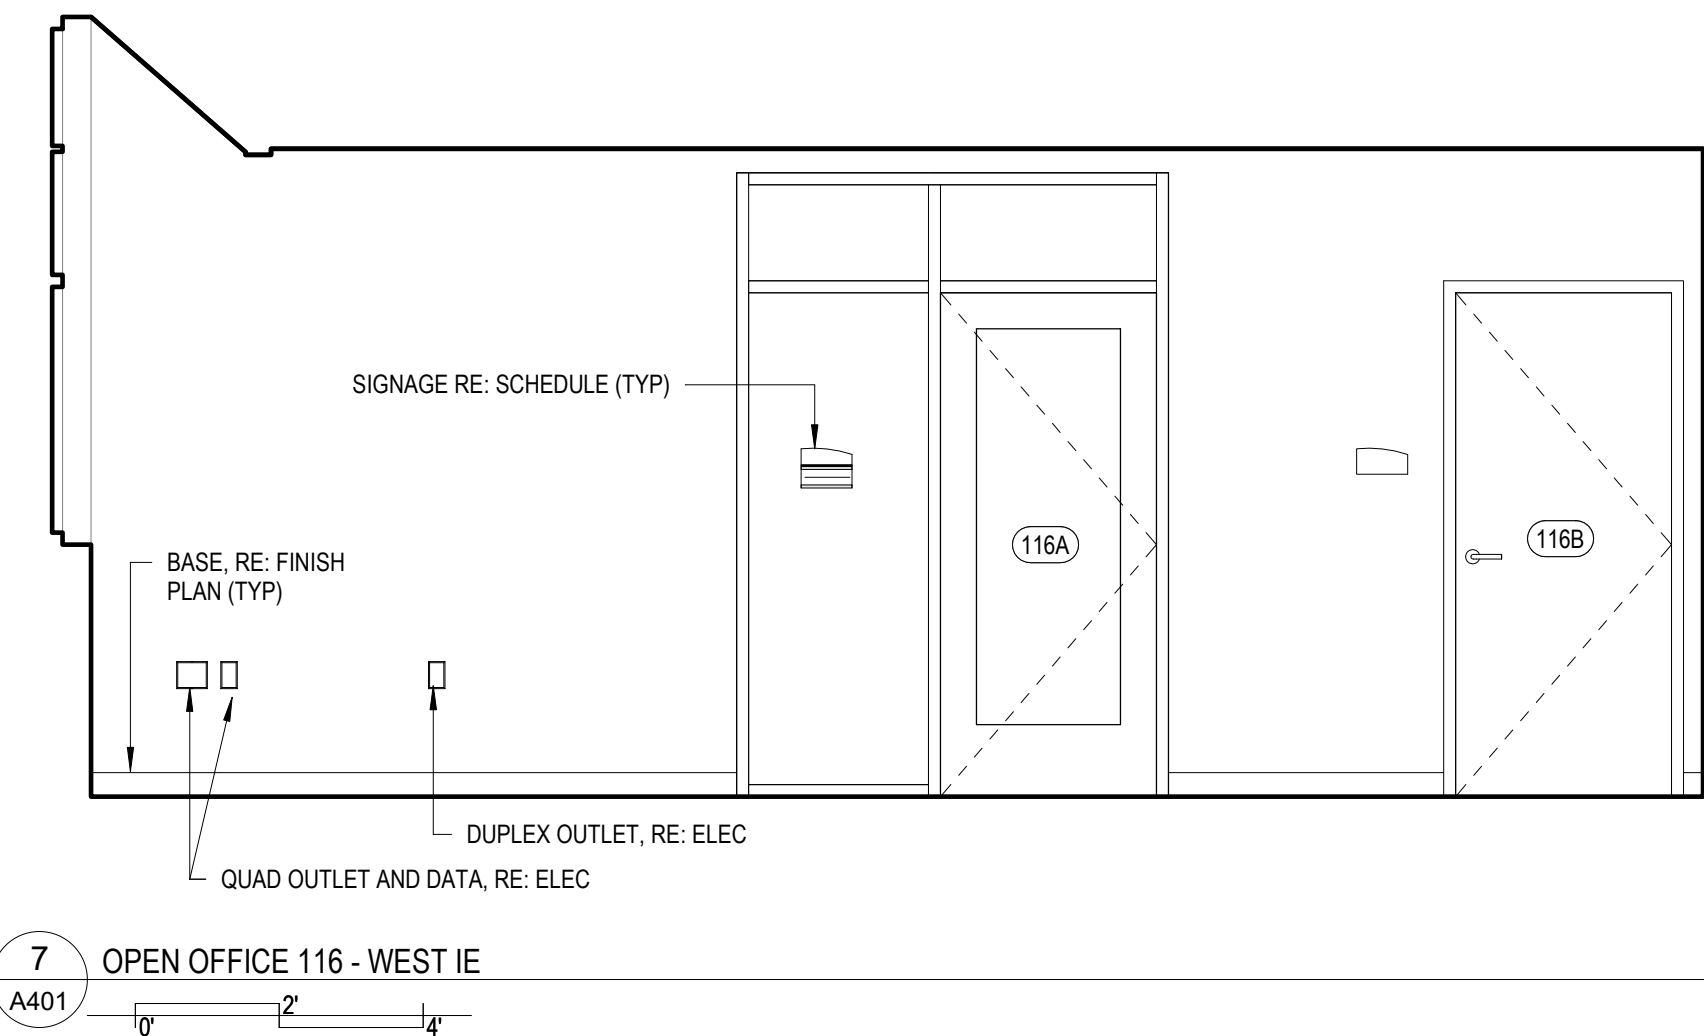 SIGNAGE RE: SCHEDULE (TYP)
BASE, RE: FINISH
PLAN (TYP)
116A
116B
DUPLEX OUTLET, RE: ELEC
QUAD OUTLET AND DATA, RE: ELEC
7
OPEN OFFICE 116 - WEST IE
A401
0'
2'
4'